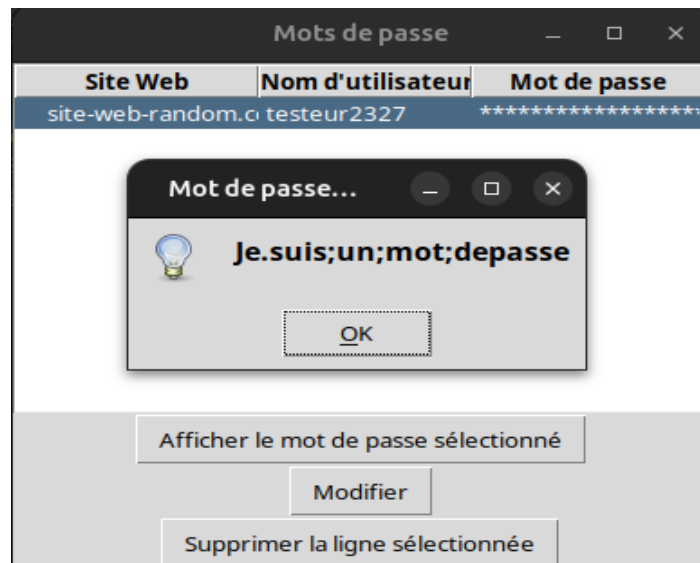 Mots de passe
Site Web Nom d'utilisateur Mot de passe
site-web-random.c testeur2327 ******************
Mot de passe...
Je.suis;un;mot;depasse
OK
Afficher le mot de passe sélectionné
Modifier
Supprimer la ligne sélectionnée